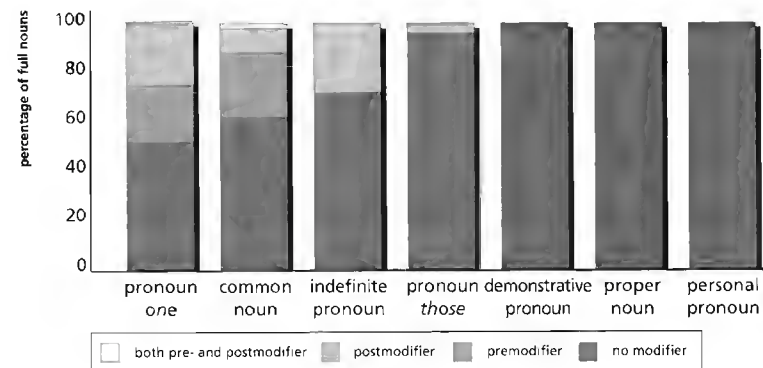 percentage of full nouns
100
80
60
40
20
0
pronoun one
common noun
indefinite pronoun
pronoun those
demonstrative pronoun
proper noun
personal pronoun
both pre- and postmodifier
postmodifier
premodifier
no modifier